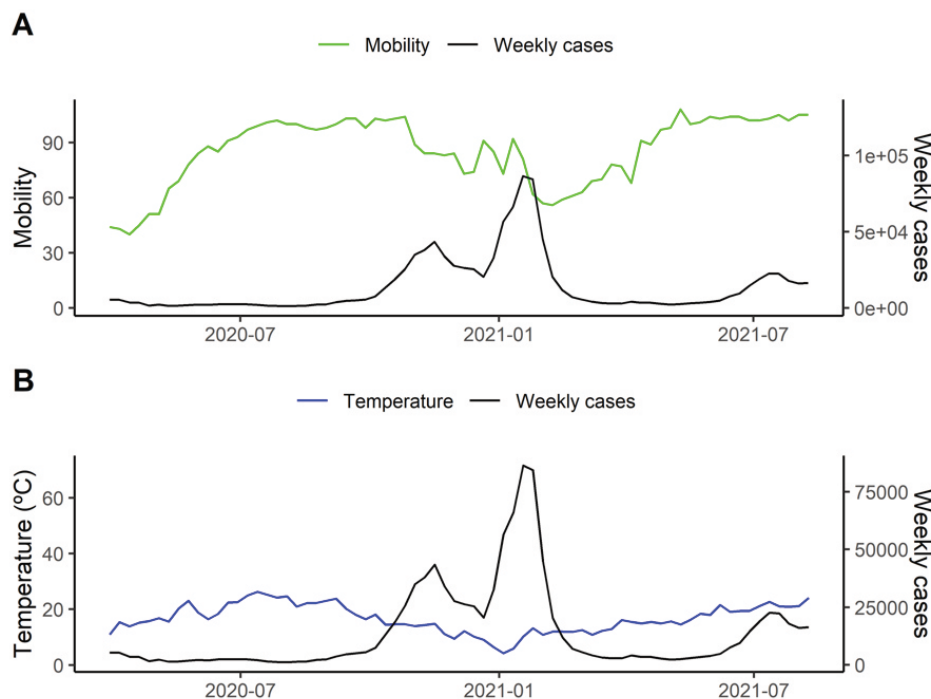 A
Mobility Weekly cases
90
60
30
0
Mobility
1e+05
5e+04
0e+00
Weekly cases
2020-07 2021-01 2021-07
B
Temperature Weekly cases
60
40
20
0
Temperature (ºC)
75000
50000
25000
0
Weekly cases
2020-07 2021-01 2021-07